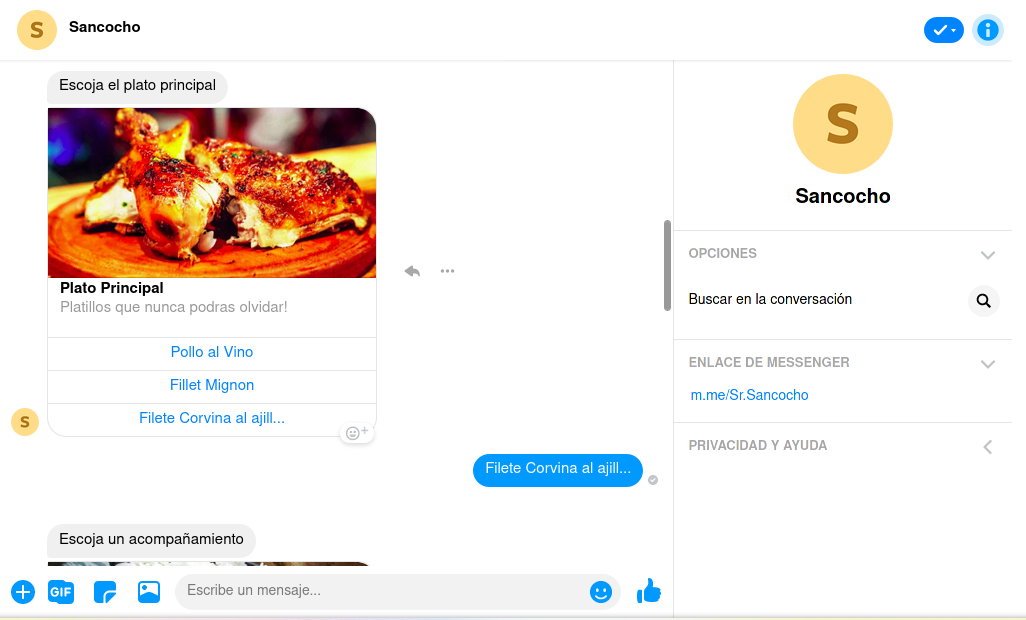 S
Sancocho
Escoja el plato principal
Plato Principal
Platillos que nunca podras olvidar!
Pollo al Vino
Fillet Mignon
Filete Corvina al ajill...
S
Filete Corvina al ajill...
Escoja un acompañamiento
GIF
Escribe un mensaje...
S
Sancocho
OPCIONES
Buscar en la conversación
ENLACE DE MESSENGER
m.me/Sr.Sancocho
PRIVACIDAD Y AYUDA